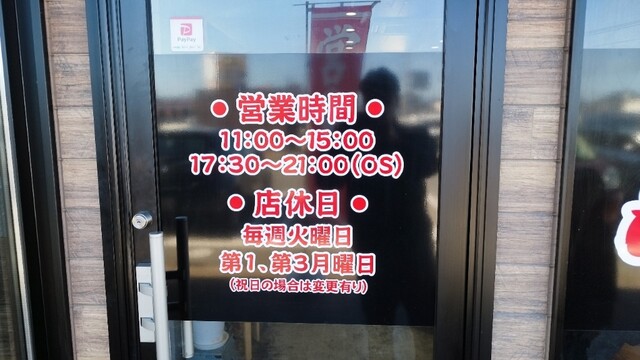 PayPay
営
● 営業時間 ●
11:00～15:00
17:30～21:00(OS)
● 店休日 ●
毎週火曜日
第1、第3月曜日
(祝日の場合は変更有り)